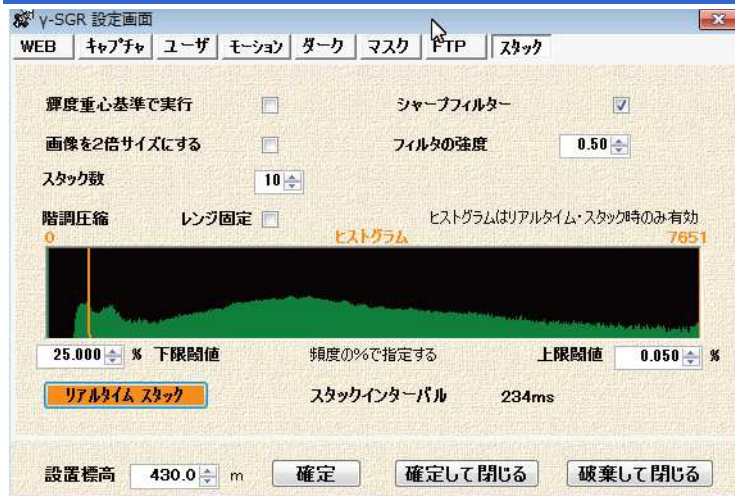 γ-SGR 設定画面
WEB ｷｬﾌﾟﾁｬ ユーザ ﾓｰｼｮﾝ ダーク マスク FTP スタック
輝度重心基準で実行 シャープフィルター
画像を2倍サイズにする フィルタの強度 0.50
スタック数 10
階調圧縮 レンジ固定 ヒストグラムはリアルタイム・スタック時のみ有効
0 ヒストグラム 7651
25.000 % 下限閾値 頻度の%で指定する 上限閾値 0.050 %
リアルタイム スタック スタックインターバル 234ms
設置標高 430.0 m 確定 確定して閉じる 破棄して閉じる